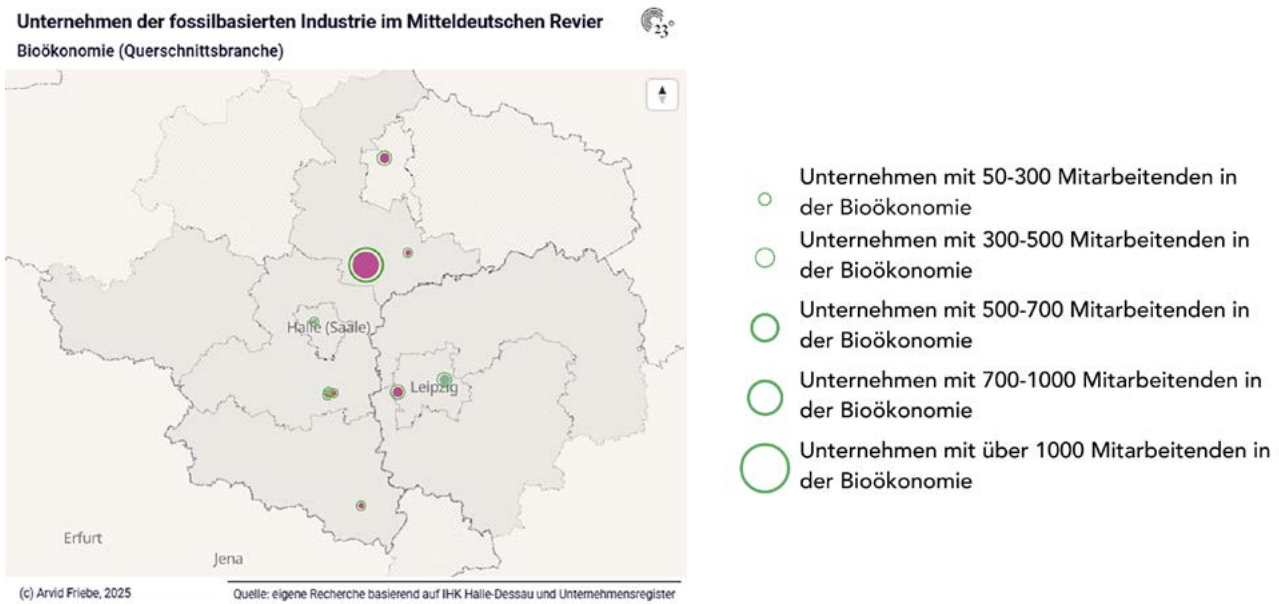 Unternehmen der fossilbasierten Industrie im Mitteldeutschen Revier
23°
Bioökonomie (Querschnittsbranche)
Halle (Saale)
Leipzig
Erfurt
Jena
(c) Arvid Friebe, 2025
Quelle: eigene Recherche basierend auf IHK Halle-Dessau und Unternehmensregister
Unternehmen mit 50-300 Mitarbeitenden in
der Bioökonomie
Unternehmen mit 300-500 Mitarbeitenden in
der Bioökonomie
Unternehmen mit 500-700 Mitarbeitenden in
der Bioökonomie
Unternehmen mit 700-1000 Mitarbeitenden in
der Bioökonomie
Unternehmen mit über 1000 Mitarbeitenden in
der Bioökonomie